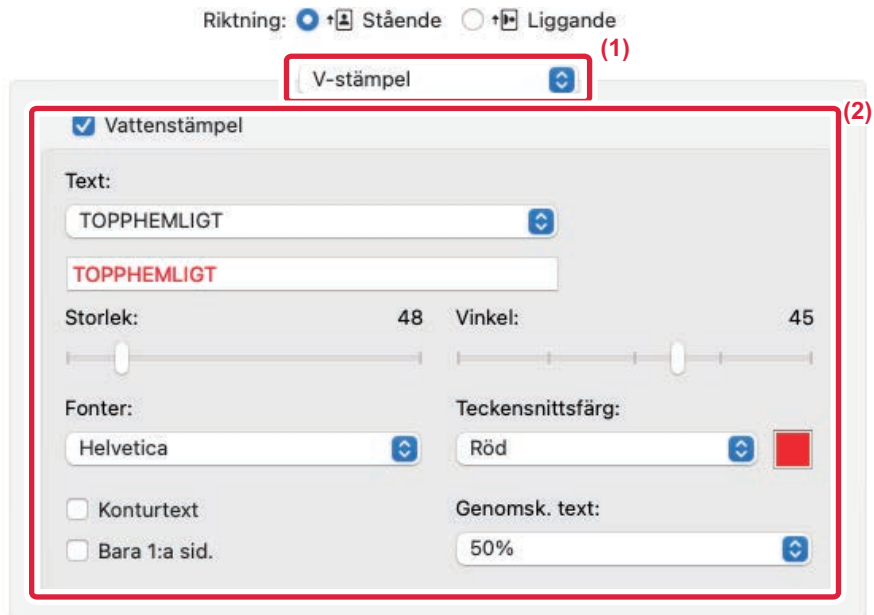 Riktning: Stående Liggande
(1)
V-stämpel
(2)
Vattenstämpel
Text:
TOPPHEMLIGT
TOPPHEMLIGT
Storlek: 48 Vinkel: 45
Fonter: Teckensnittsfärg:
Helvetica Röd
Konturtext Genomsk. text:
Bara 1:a sid. 50%